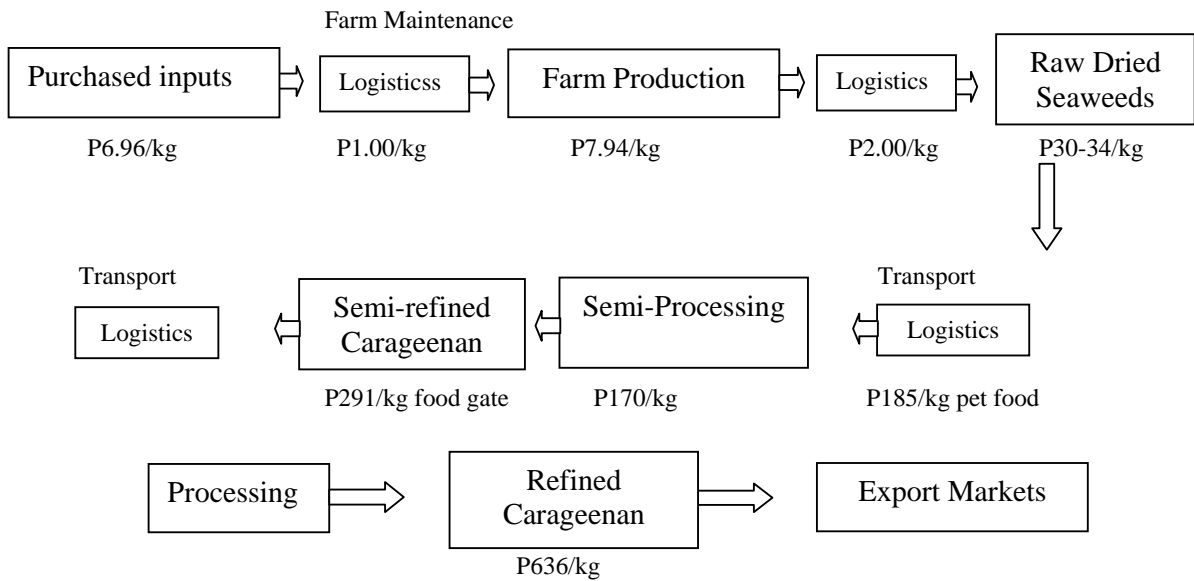 Farm Maintenance
Purchased inputs
Logisticss
Farm Production
Logistics
Raw Dried
Seaweeds
P6.96/kg
P1.00/kg
P7.94/kg
P2.00/kg
P30-34/kg
Transport
Logistics
Semi-refined
Carageenan
Semi-Processing
Transport
Logistics
P291/kg food gate
P170/kg
P185/kg pet food
Processing
Refined
Carageenan
Export Markets
P636/kg